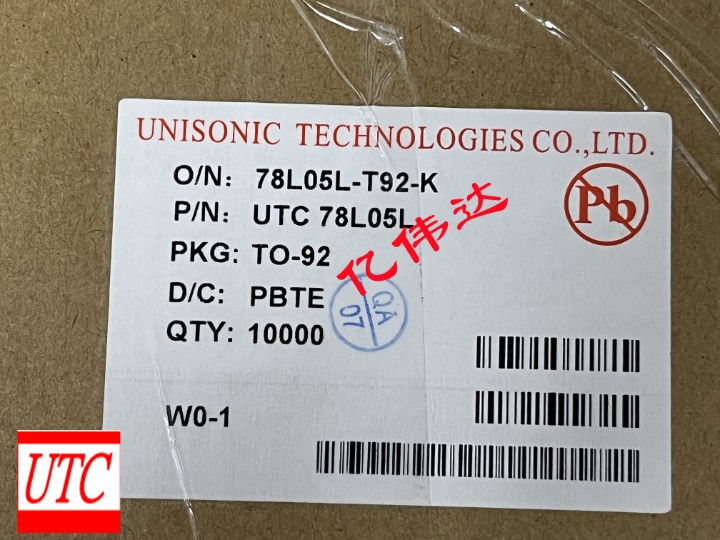 UNISONIC TECHNOLOGIES CO.,LTD.
O/N: 78L05L-T92-K
P/N: UTC 78L05L
PKG: TO-92
D/C: PBTE
QTY: 10000
W0-1
Pb
亿伟达
QA
07
UTC